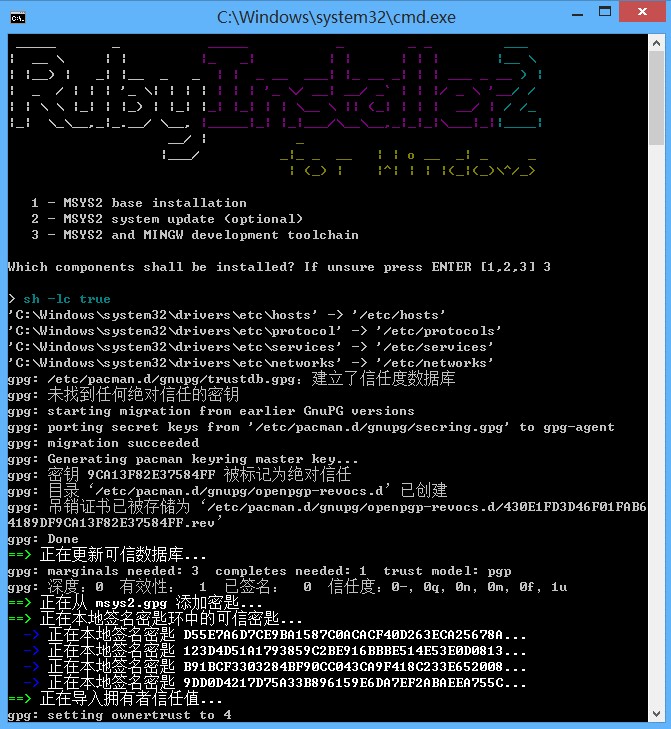 C:\Windows\system32\cmd.exe
RubyInstaller2
for Windows
1 - MSYS2 base installation
2 - MSYS2 system update (optional)
3 - MSYS2 and MINGW development toolchain
Which components shall be installed? If unsure press ENTER [1,2,3] 3
> sh -lc true
'C:\Windows\system32\drivers\etc\hosts' -> '/etc/hosts'
'C:\Windows\system32\drivers\etc\protocol' -> '/etc/protocols'
'C:\Windows\system32\drivers\etc\services' -> '/etc/services'
'C:\Windows\system32\drivers\etc\networks' -> '/etc/networks'
gpg: /etc/pacman.d/gnupg/trustdb.gpg：建立了信任度数据库
gpg: 未找到任何绝对信任的密钥
gpg: starting migration from earlier GnuPG versions
gpg: porting secret keys from '/etc/pacman.d/gnupg/secring.gpg' to gpg-agent
gpg: migration succeeded
gpg: Generating pacman keyring master key...
gpg: 密钥 9CA13F82E37584FF 被标记为绝对信任
gpg: 目录‘/etc/pacman.d/gnupg/openpgp-revocs.d’已创建
gpg: 吊销证书已被存储为‘/etc/pacman.d/gnupg/openpgp-revocs.d/430E1FD3D46F01FAB6
4189DF9CA13F82E37584FF.rev’
gpg: Done
==> 正在更新可信数据库...
gpg: marginals needed: 3  completes needed: 1  trust model: pgp
gpg: 深度：0  有效性：  1  已签名：  0  信任度：0-, 0q, 0n, 0m, 0f, 1u
==> 正在从 msys2.gpg 添加密匙...
==> 正在本地签名密匙环中的可信密匙...
-> 正在本地签名密匙 D55E7A6D7CE9BA1587C0ACACF40D263ECA25678A...
-> 正在本地签名密匙 123D4D51A1793859C2BE916BBBE514E53E0D0813...
-> 正在本地签名密匙 B91BCF3303284BF90CC043CA9F418C233E652008...
-> 正在本地签名密匙 9DD0D4217D75A33B896159E6DA7EF2ABAEEA755C...
==> 正在导入拥有者信任值...
gpg: setting ownertrust to 4